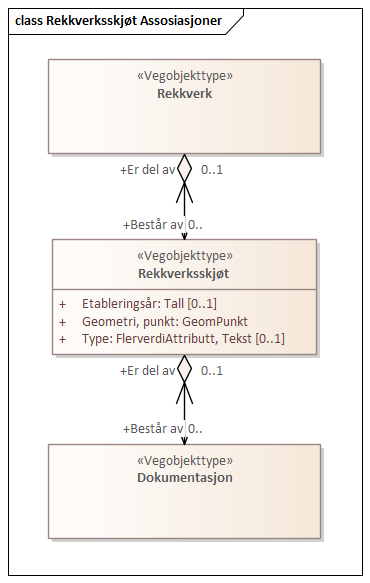 class Rekkverksskjøt Assosiasjoner
«Vegobjekttype»
Rekkverk
+Er del av 0..1
+Består av 0..
«Vegobjekttype»
Rekkverksskjøt
+ Etableringsår: Tall [0..1]
+ Geometri, punkt: GeomPunkt
+ Type: FlerverdiAttributt, Tekst [0..1]
+Er del av 0..1
+Består av 0..
«Vegobjekttype»
Dokumentasjon